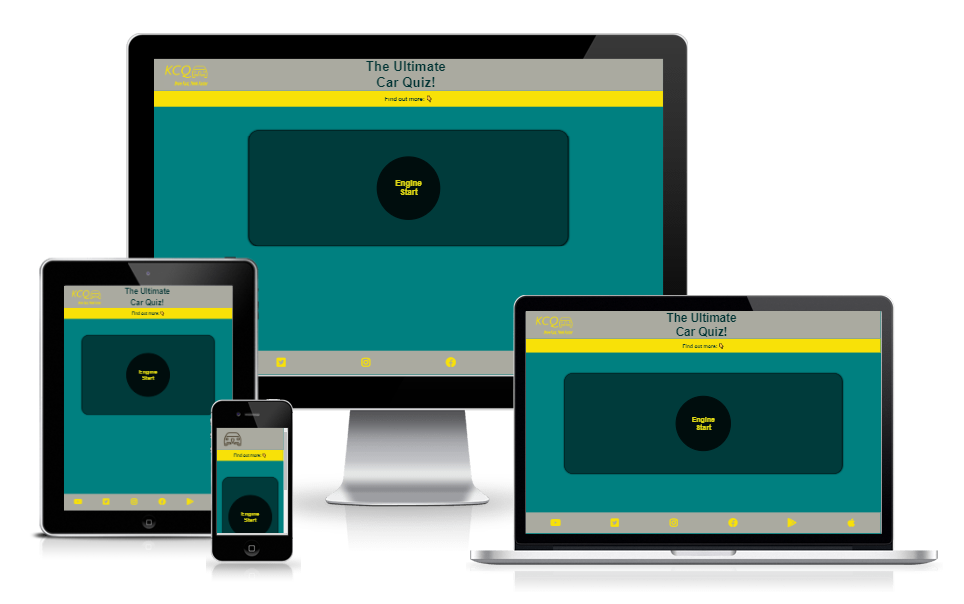 KCQ
The Ultimate
Car Quiz!
Find out more:
Engine
Start
KCQ
The Ultimate
Car Quiz!
Find out more:
Engine
Start
Find out more:
Engine
Start
KCQ
The Ultimate
Car Quiz!
Find out more:
Engine
Start